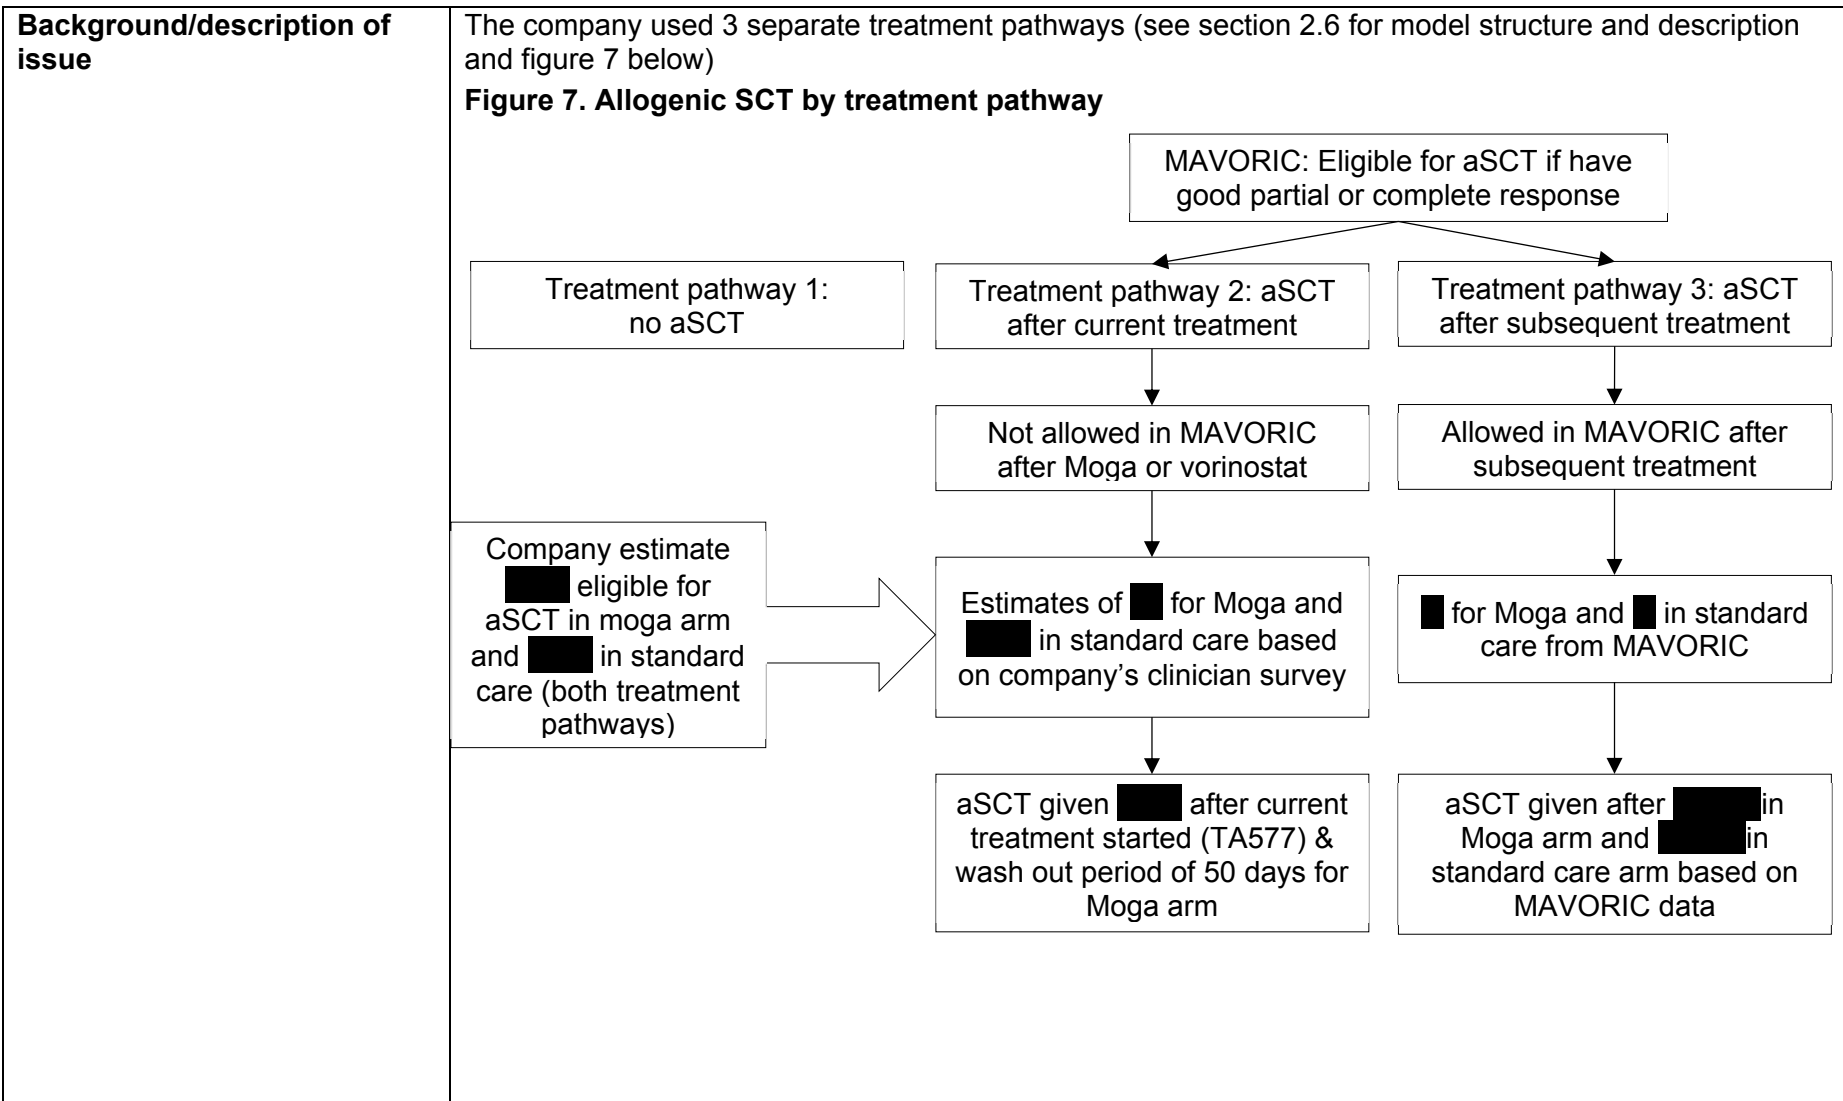 Background/description of
issue
The company used 3 separate treatment pathways (see section 2.6 for model structure and description
and figure 7 below)
Figure 7. Allogenic SCT by treatment pathway
MAVORIC: Eligible for aSCT if have
good partial or complete response
Treatment pathway 1:
no aSCT
Treatment pathway 2: aSCT
after current treatment
Treatment pathway 3: aSCT
after subsequent treatment
Not allowed in MAVORIC
after Moga or vorinostat
Allowed in MAVORIC after
subsequent treatment
Company estimate
eligible for
aSCT in moga arm
and in standard
care (both treatment
pathways)
Estimates of for Moga and
in standard care based
on company's clinician survey
for Moga and in standard
care from MAVORIC
aSCT given after current
treatment started (TA577) &
wash out period of 50 days for
Moga arm
aSCT given after in
Moga arm and in
standard care arm based on
MAVORIC data